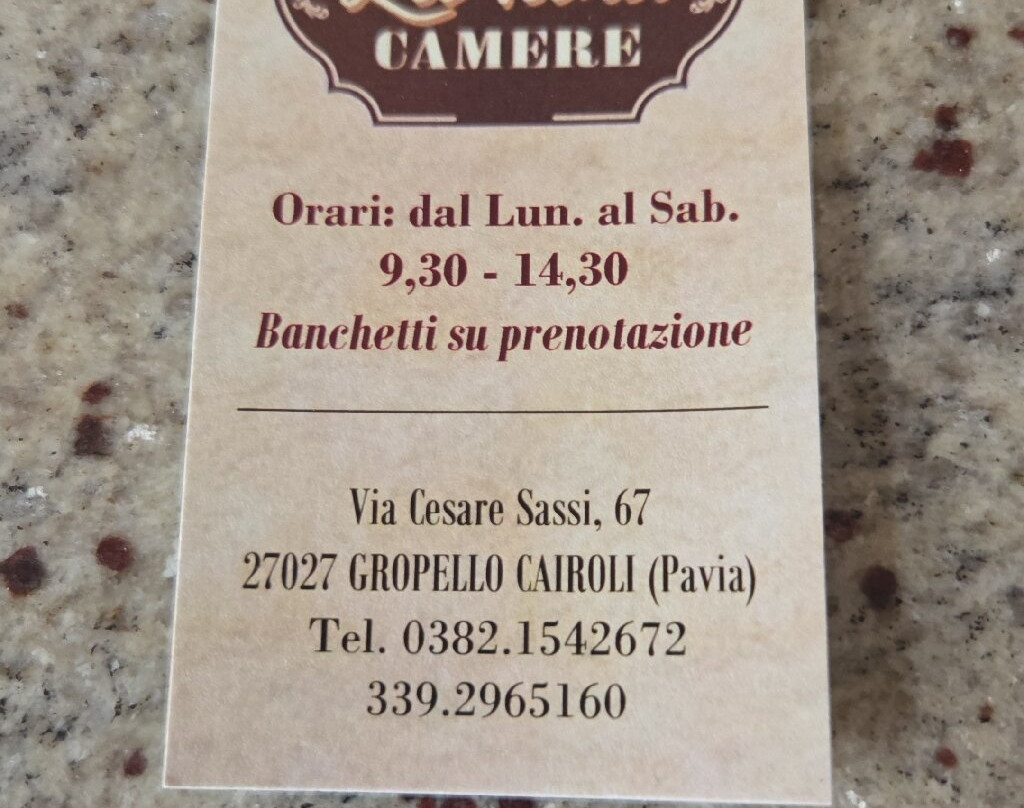 CAMERE
Orari: dal Lun. al Sab.
9,30 - 14,30
Banchetti su prenotazione
Via Cesare Sassi, 67
27027 GROPELLO CAIROLI (Pavia)
Tel. 0382.1542672
339.2965160